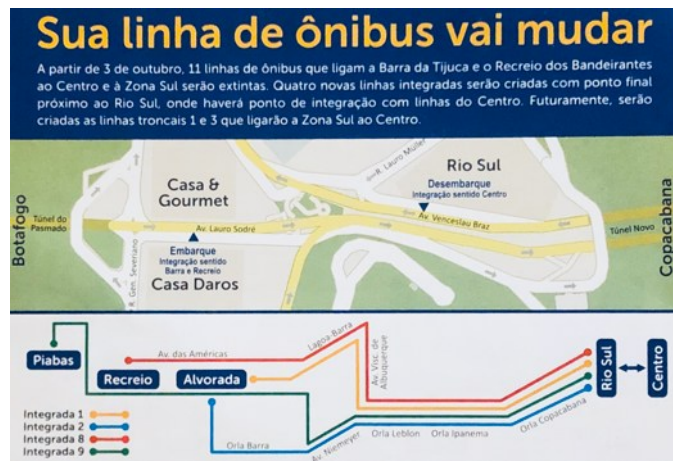 Sua linha de ônibus vai mudar
A partir de 3 de outubro, 11 linhas de ônibus que ligam a Barra da Tijuca e o Recreio dos Bandeirantes
ao Centro e à Zona Sul serão extintas. Quatro novas linhas integradas serão criadas com ponto final
próximo ao Rio Sul, onde haverá ponto de integração com linhas do Centro. Futuramente, serão
criadas as linhas troncais 1 e 3 que ligarão a Zona Sul ao Centro.
R. Lauro Müller
Casa &
Gourmet
Rio Sul
Desembarque
Integração sentido Centro
Botafogo
Túnel do
Pasmado
Av. Lauro Sodré
Av. Venceslau Braz
Túnel Novo
Copacabana
Embarque
Integração sentido
Barra e Recreio
R. Gen. Severiano
Casa Daros
Piabas
Av. das Américas
Lagoa-Barra
Av. Visc. de
Albuquerque
Recreio
Alvorada
Rio Sul
Centro
Integrada 1
Integrada 2
Integrada 8
Integrada 9
Orla Barra
Av. Niemeyer
Orla Leblon
Orla Ipanema
Orla Copacabana